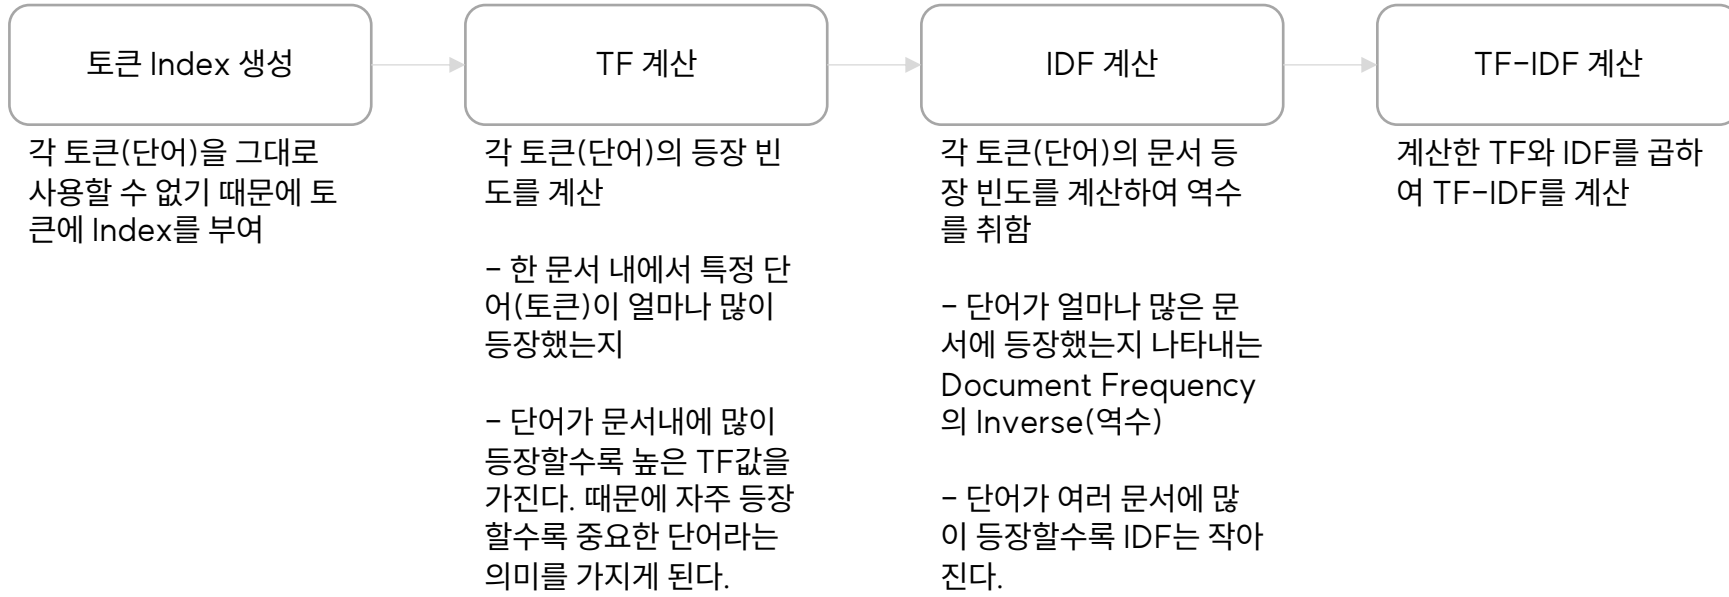 토큰 Index 생성
각 토큰(단어)을 그대로
사용할 수 없기 때문에 토
큰에 Index를 부여
TF 계산
각 토큰(단어)의 등장 빈
도를 계산
- 한 문서 내에서 특정 단
어(토큰)이 얼마나 많이
등장했는지
- 단어가 문서내에 많이
등장할수록 높은 TF값을
가진다. 때문에 자주 등장
할수록 중요한 단어라는
의미를 가지게 된다.
IDF 계산
각 토큰(단어)의 문서 등
장 빈도를 계산하여 역수
를 취함
- 단어가 얼마나 많은 문
서에 등장했는지 나타내는
Document Frequency
의 Inverse(역수)
- 단어가 여러 문서에 많
이 등장할수록 IDF는 작아
진다.
TF-IDF 계산
계산한 TF와 IDF를 곱하
여 TF-IDF를 계산